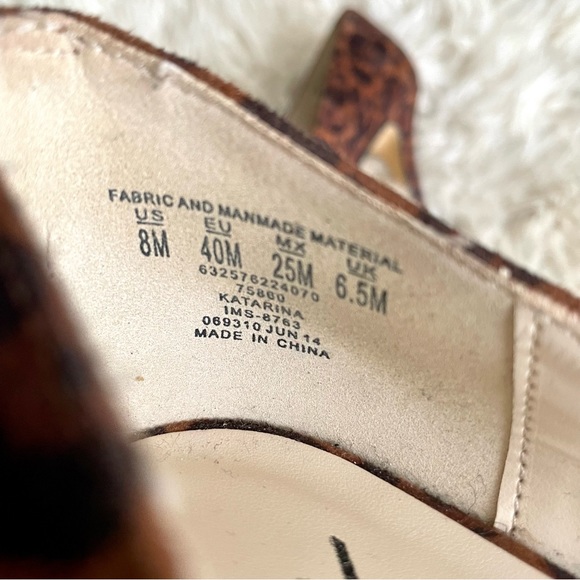 FABRIC AND MANMADE MATERIAL
US EU MX UK
8M 40M 25M 6.5M
632576224070
75860
KATARINA
IMS-8763
069310 JUN 14
MADE IN CHINA